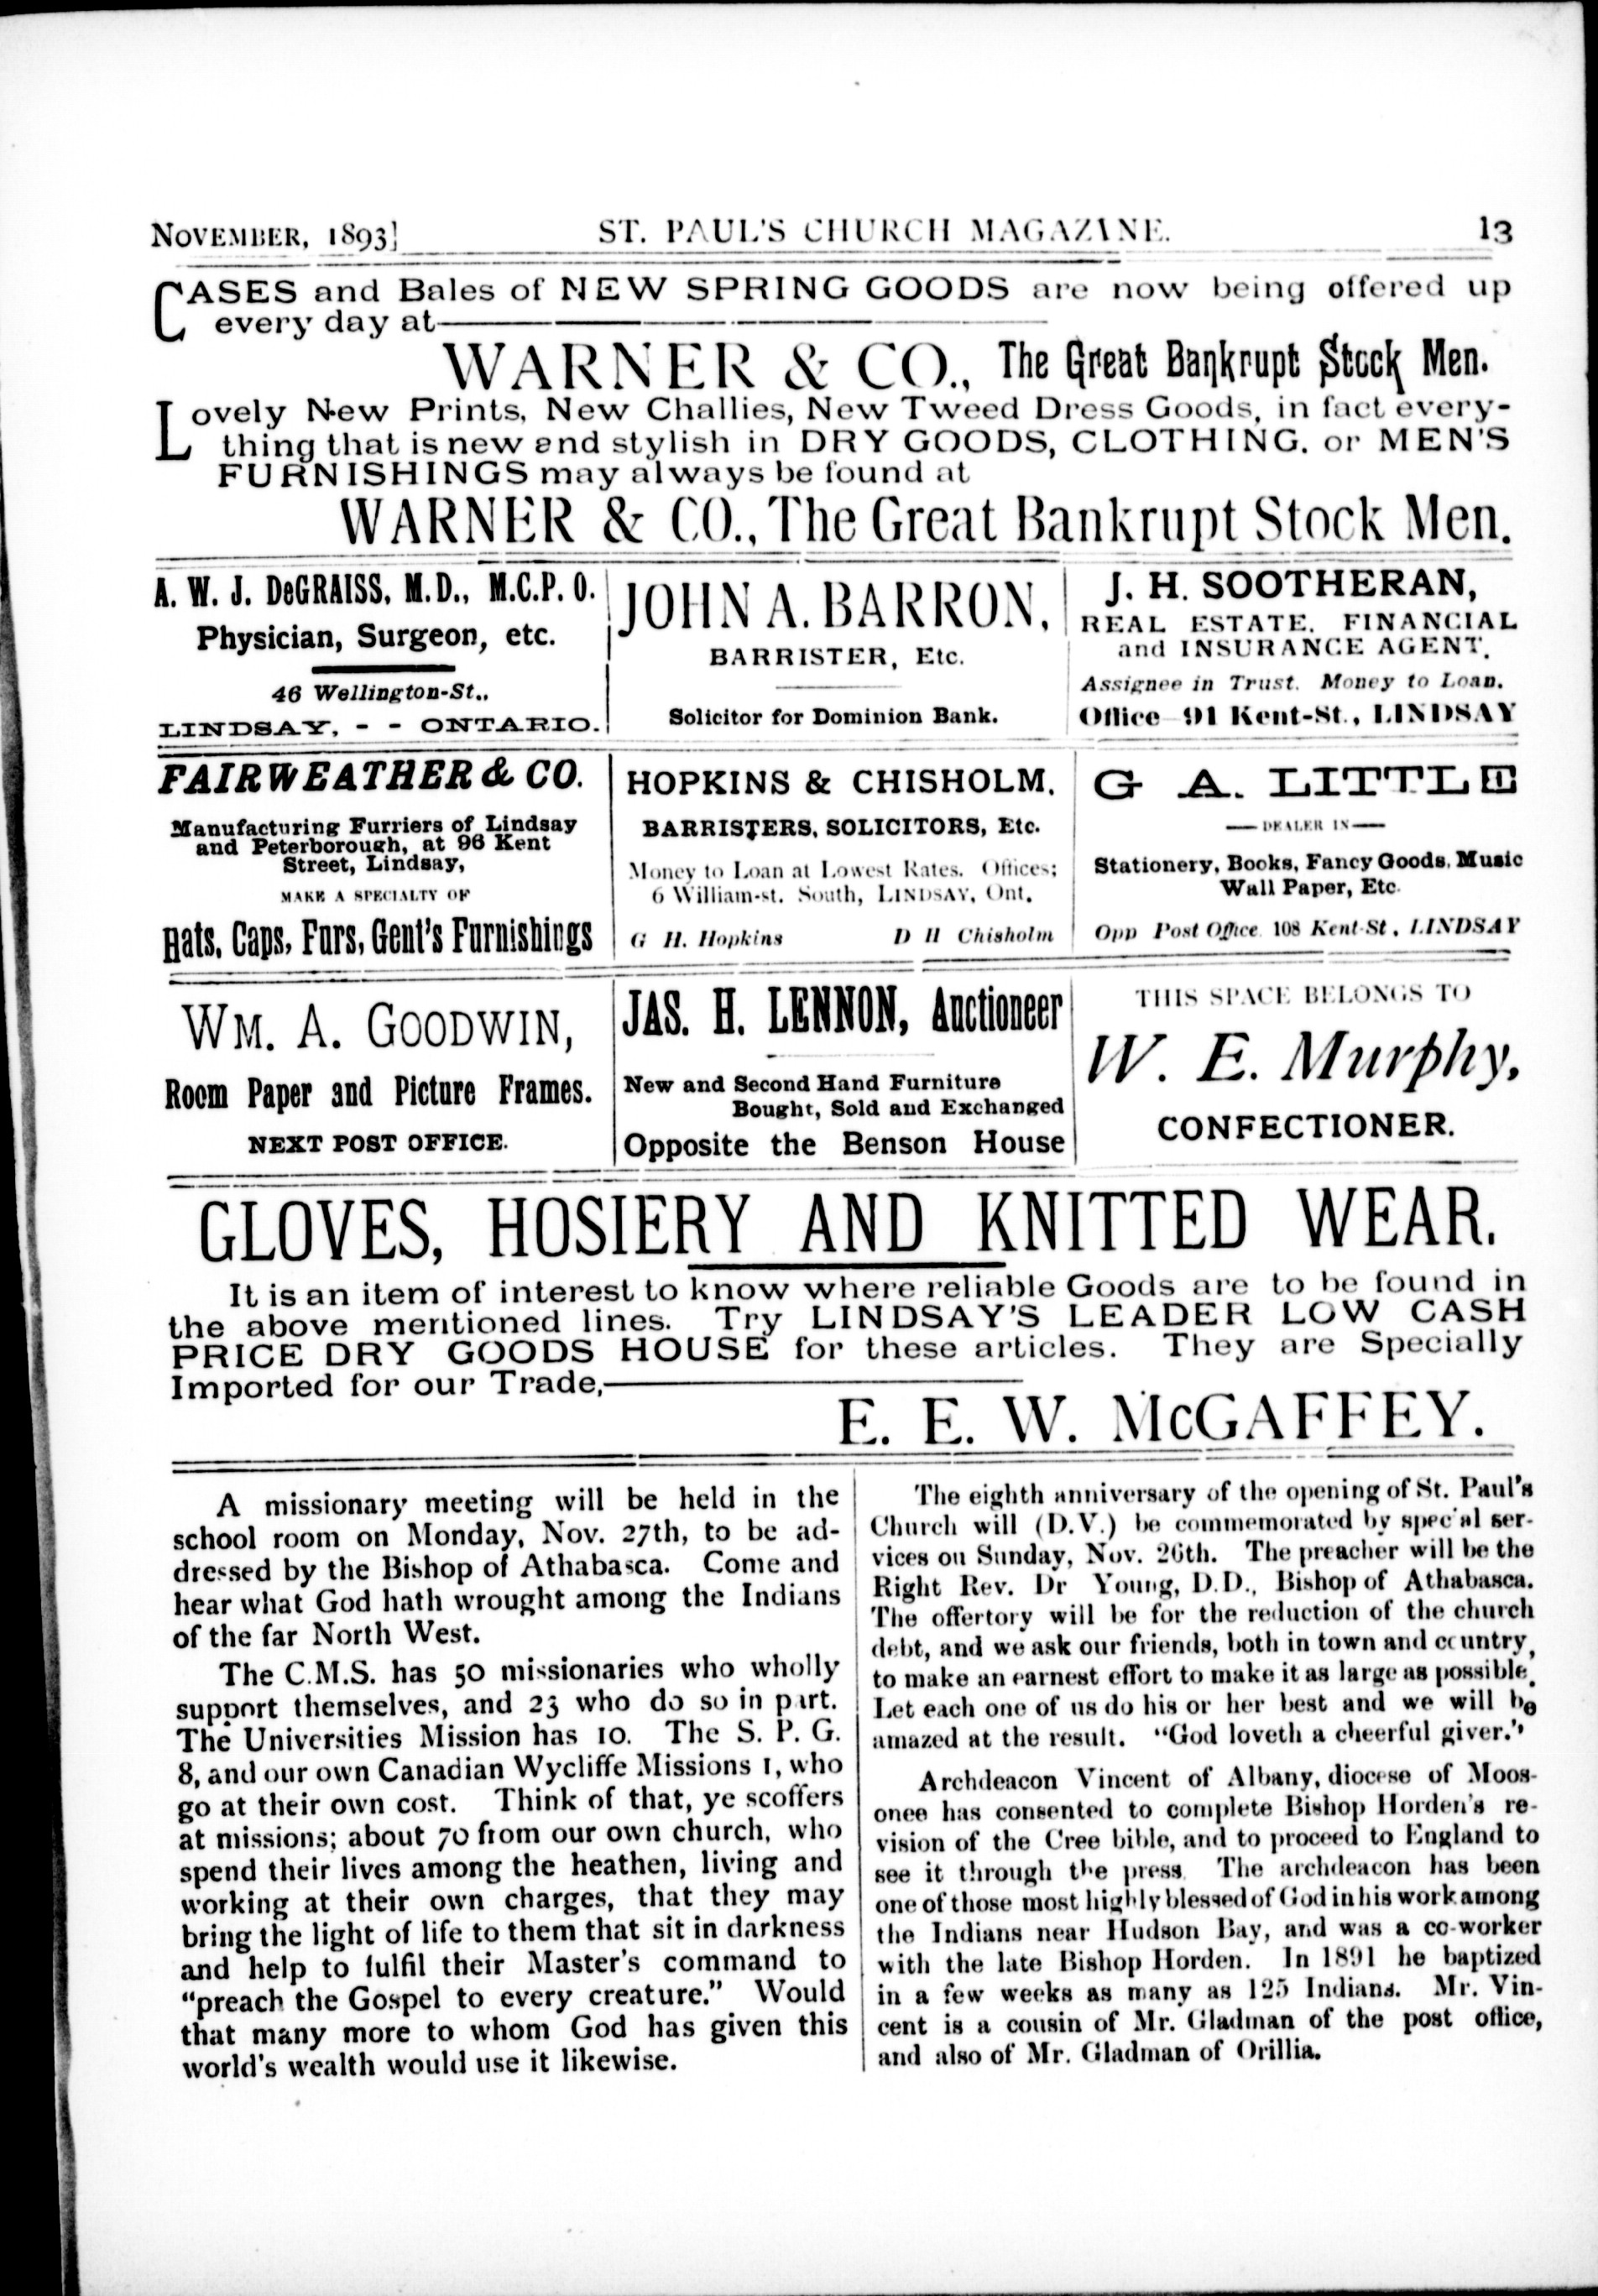 NOVEMBER, 1893]
ST. PAUL'S CHURCH MAGAZINE.
13
CASES and Bales of NEW SPRING GOODS are now being offered up
every day at
WARNER & CO., The Great Bankrupt Stock Men.
Lovely New Prints, New Challies, New Tweed Dress Goods, in fact every-
thing that is new and stylish in DRY GOODS, CLOTHING. or MEN'S
FURNISHINGS may always be found at
WARNER & CO., The Great Bankrupt Stock Men.
A. W. J. DeGRAISS, M.D., M.C.P.O.
Physician, Surgeon, etc.
46 Wellington-St.,
LINDSAY, - - ONTARIO.
JOHN A. BARRON,
BARRISTER, Etc.
Solicitor for Dominion Bank.
J. H. SOOTHERAN,
REAL ESTATE. FINANCIAL
and INSURANCE AGENT.
Assignee in Trust. Money to Loan.
Office 91 Kent-St., LINDSAY
FAIRWEATHER & CO.
Manufacturing Furriers of Lindsay
and Peterborough, at 96 Kent
Street, Lindsay,
MAKE A SPECIALTY OF
Hats, Caps, Furs, Gent's Furnishings
HOPKINS & CHISHOLM.
BARRISTERS, SOLICITORS, Etc.
Money to Loan at Lowest Rates. Offices;
6 William-st. South, LINDSAY, Ont.
G H. Hopkins D H Chisholm
G A. LITTLE
DEALER IN
Stationery, Books, Fancy Goods, Music
Wall Paper, Etc.
Opp Post Office 108 Kent-St, LINDSAY
WM. A. GOODWIN,
Room Paper and Picture Frames.
NEXT POST OFFICE.
JAS. H. LENNON, Auctioneer
New and Second Hand Furniture
Bought, Sold and Exchanged
Opposite the Benson House
THIS SPACE BELONGS TO
W. E. Murphy,
CONFECTIONER.
GLOVES, HOSIERY AND KNITTED WEAR.
It is an item of interest to know where reliable Goods are to be found in
the above mentioned lines. Try LINDSAY'S LEADER LOW CASH
PRICE DRY GOODS HOUSE for these articles. They are Specially
Imported for our Trade,
E. E. W. McGAFFEY.
A missionary meeting will be held in the
school room on Monday, Nov. 27th, to be ad-
dressed by the Bishop of Athabasca. Come and
hear what God hath wrought among the Indians
of the far North West.
The C.M.S. has 50 missionaries who wholly
support themselves, and 23 who do so in part.
The Universities Mission has 10. The S. P. G.
8, and our own Canadian Wycliffe Missions 1, who
go at their own cost. Think of that, ye scoffers
at missions; about 70 from our own church, who
spend their lives among the heathen, living and
working at their own charges, that they may
bring the light of life to them that sit in darkness
and help to fulfil their Master's command to
"preach the Gospel to every creature." Would
that many more to whom God has given this
world's wealth would use it likewise.
The eighth anniversary of the opening of St. Paul's
Church will (D.V.) be commemorated by special ser-
vices on Sunday, Nov. 26th. The preacher will be the
Right Rev. Dr Young, D.D., Bishop of Athabasca.
The offertory will be for the reduction of the church
debt, and we ask our friends, both in town and country,
to make an earnest effort to make it as large as possible.
Let each one of us do his or her best and we will be
amazed at the result. "God loveth a cheerful giver."
Archdeacon Vincent of Albany, diocese of Moos-
onee has consented to complete Bishop Horden's re-
vision of the Cree bible, and to proceed to England to
see it through the press. The archdeacon has been
one of those most highly blessed of God in his work among
the Indians near Hudson Bay, and was a co-worker
with the late Bishop Horden. In 1891 he baptized
in a few weeks as many as 125 Indians. Mr. Vin-
cent is a cousin of Mr. Gladman of the post office,
and also of Mr. Gladman of Orillia.